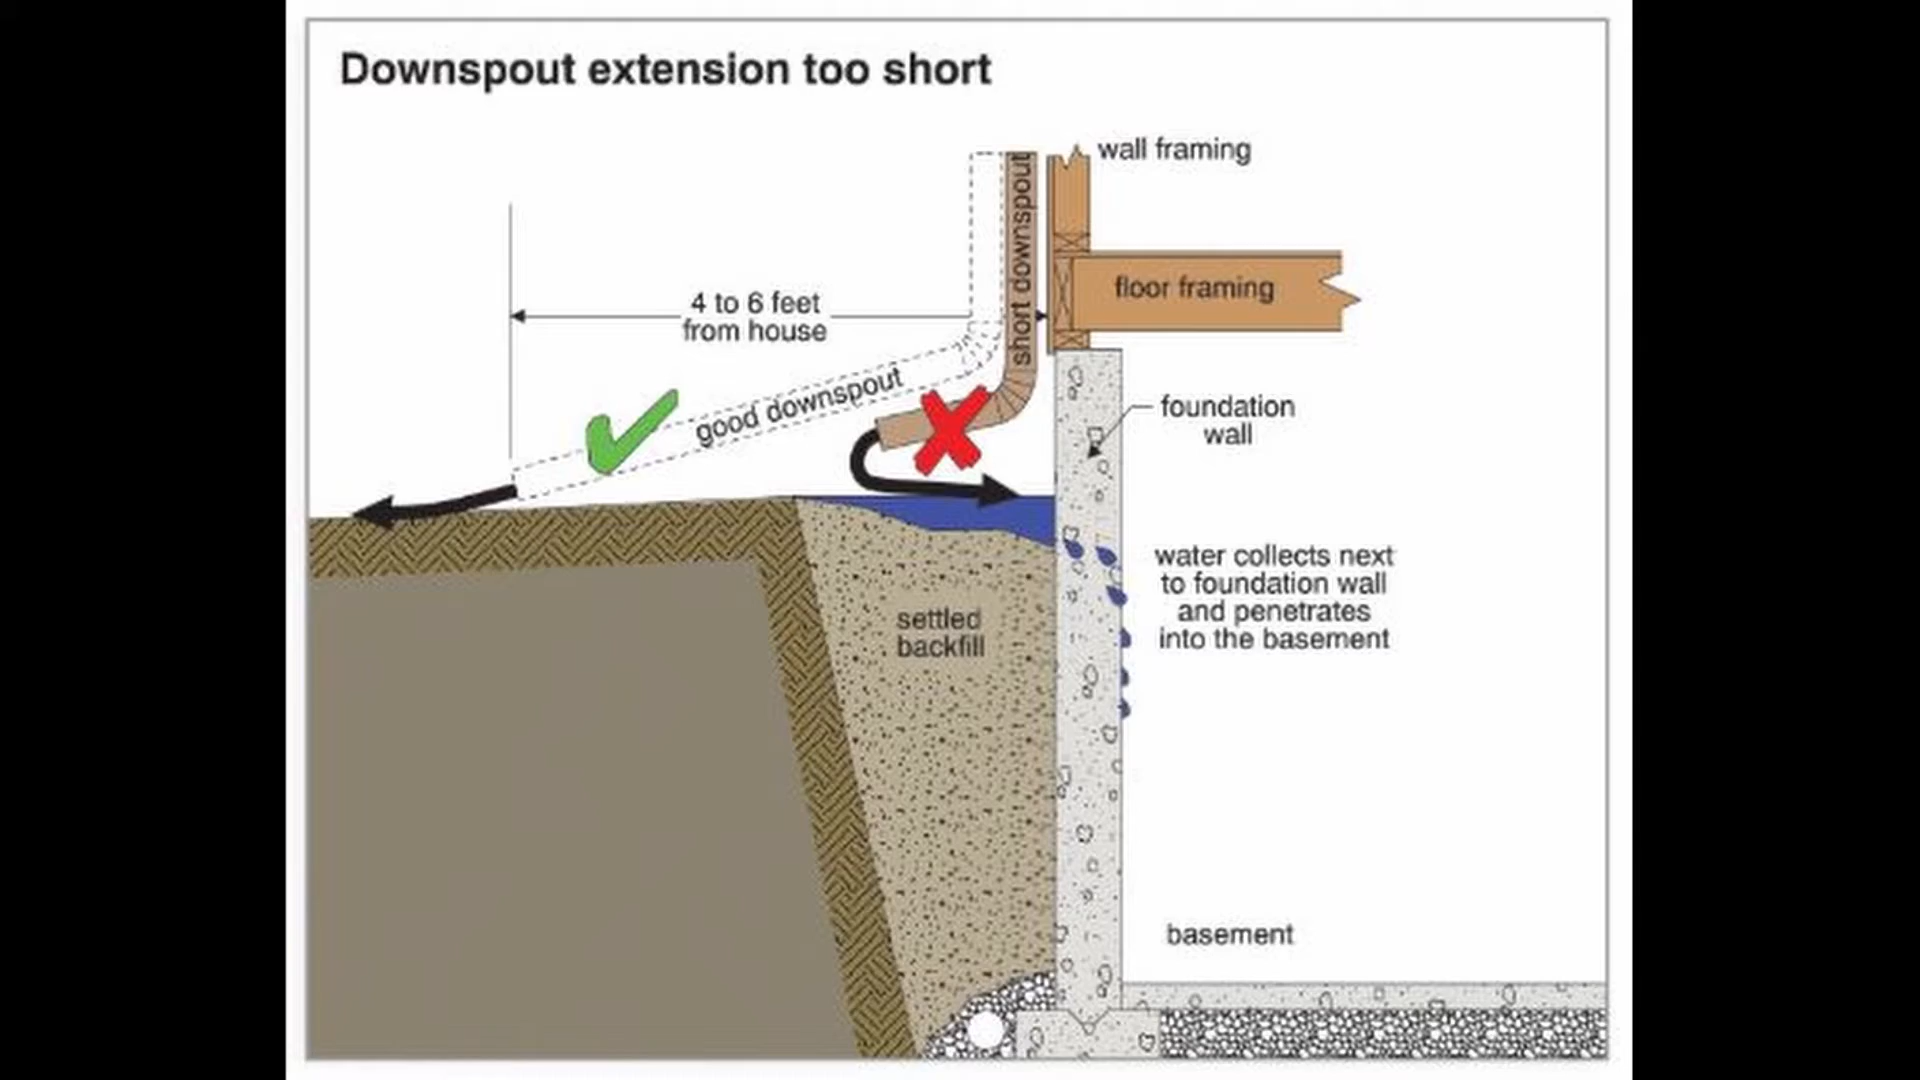 Downspout extension too short
wall framing
short downspout
floor framing
4 to 6 feet
from house
good downspout
foundation
wall
water collects next
to foundation wall
and penetrates
into the basement
settled
backfill
basement